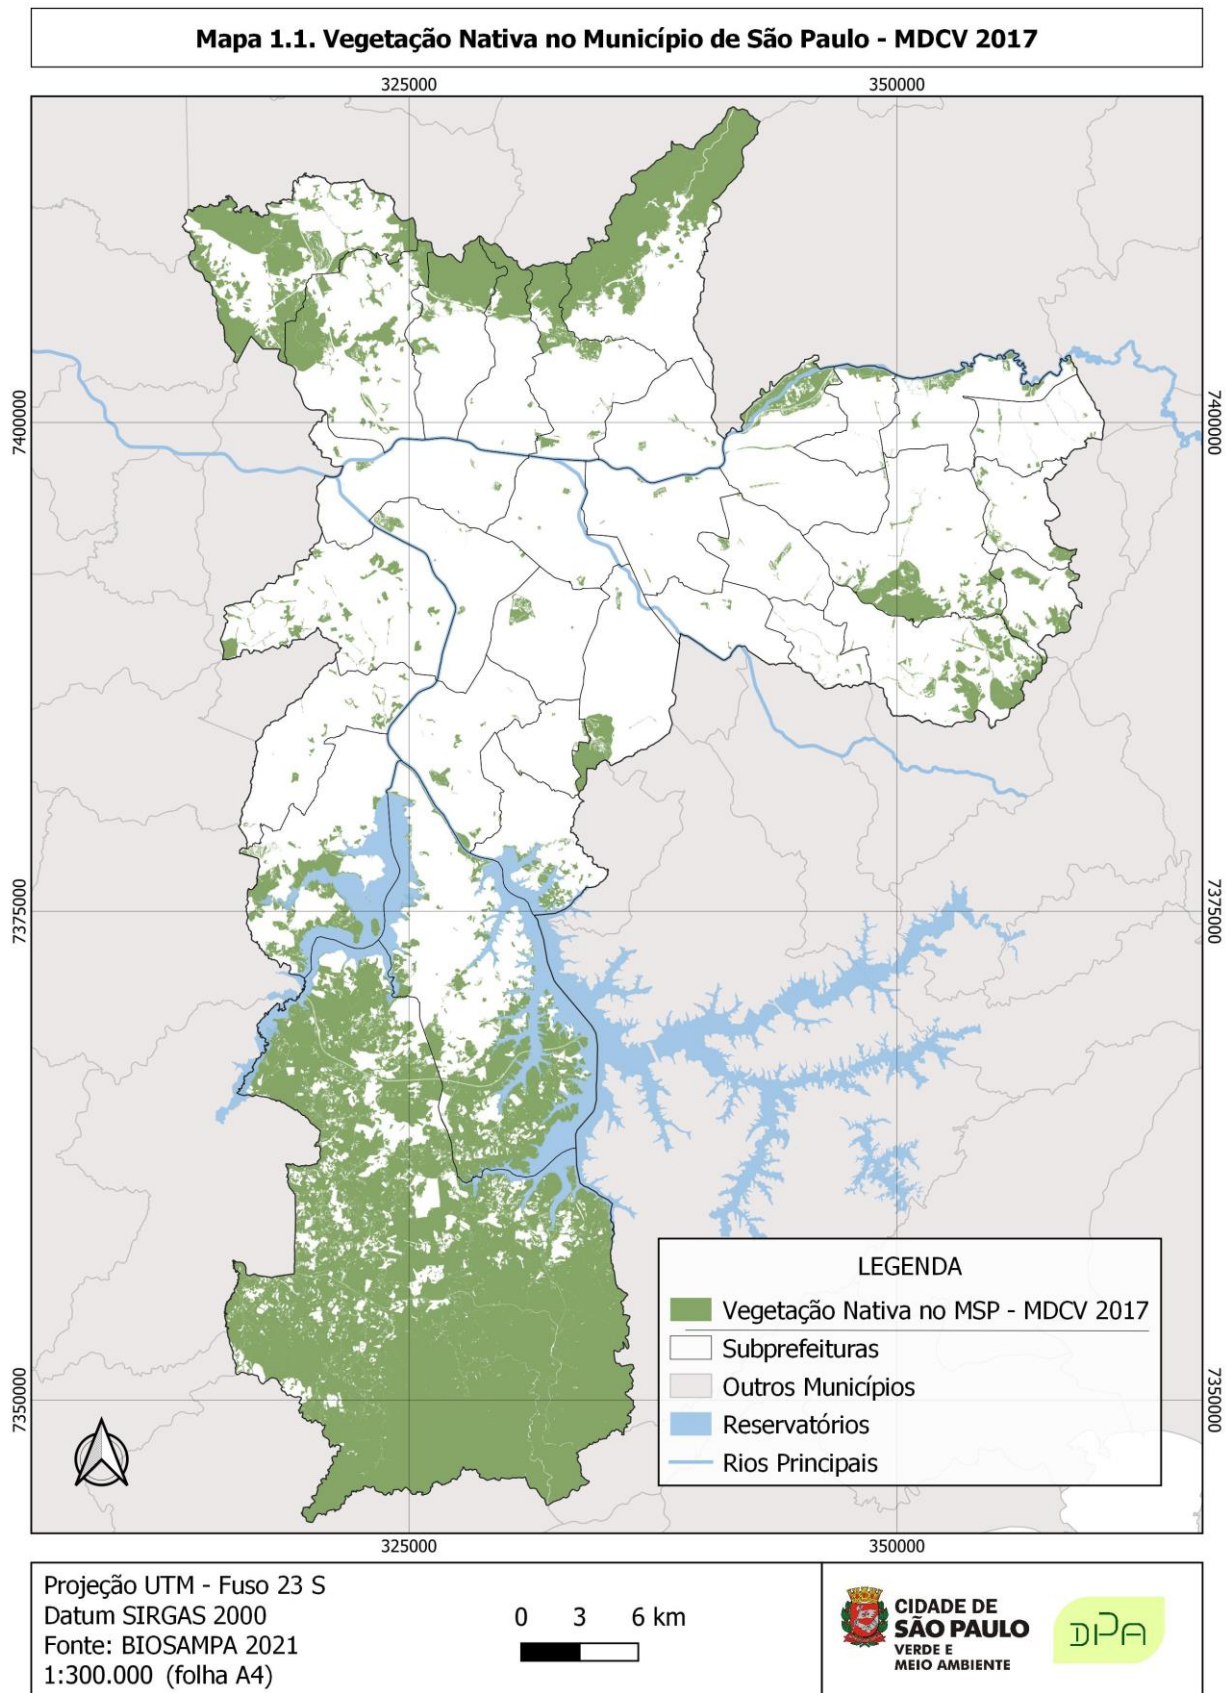 Mapa 1.1. Vegetação Nativa no Município de São Paulo - MDCV 2017
325000
350000
7400000
7400000
7375000
7375000
7350000
7350000
LEGENDA
Vegetação Nativa no MSP - MDCV 2017
Subprefeituras
Outros Municípios
Reservatórios
Rios Principais
325000
350000
Projeção UTM - Fuso 23 S
Datum SIRGAS 2000
Fonte: BIOSAMPA 2021
1:300.000 (folha A4)
0 3 6 km
CIDADE DE
SÃO PAULO
VERDE E
MEIO AMBIENTE
DPA